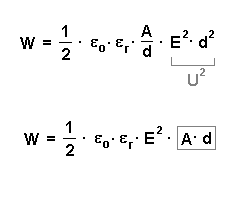 W = 1/2 · ε₀ · εᵣ · A/d · E² · d²
U²
W = 1/2 · ε₀ · εᵣ · E² · A · d